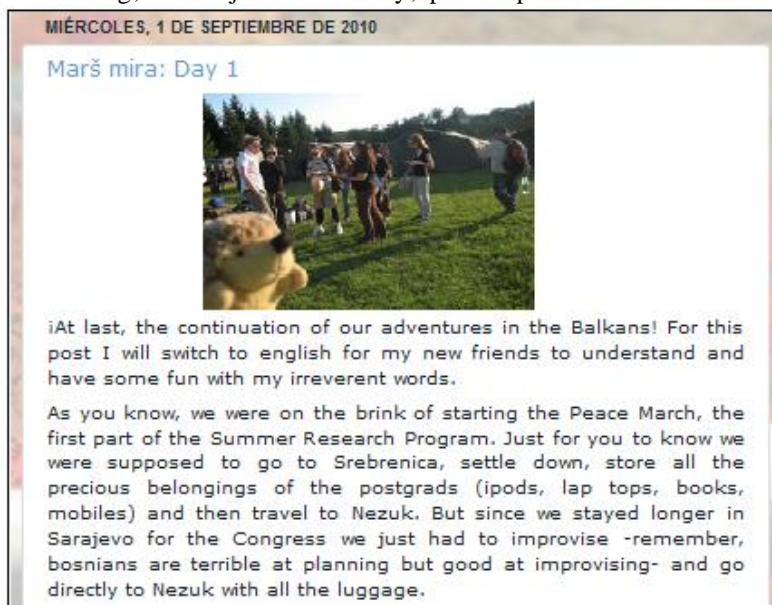 MIÉRCOLES, 1 DE SEPTIEMBRE DE 2010
Marš mira: Day 1
¡At last, the continuation of our adventures in the Balkans! For this
post I will switch to english for my new friends to understand and
have some fun with my irreverent words.
As you know, we were on the brink of starting the Peace March, the
first part of the Summer Research Program. Just for you to know we
were supposed to go to Srebrenica, settle down, store all the
precious belongings of the postgrads (ipods, lap tops, books,
mobiles) and then travel to Nezuk. But since we stayed longer in
Sarajevo for the Congress we just had to improvise -remember,
bosnians are terrible at planning but good at improvising- and go
directly to Nezuk with all the luggage.